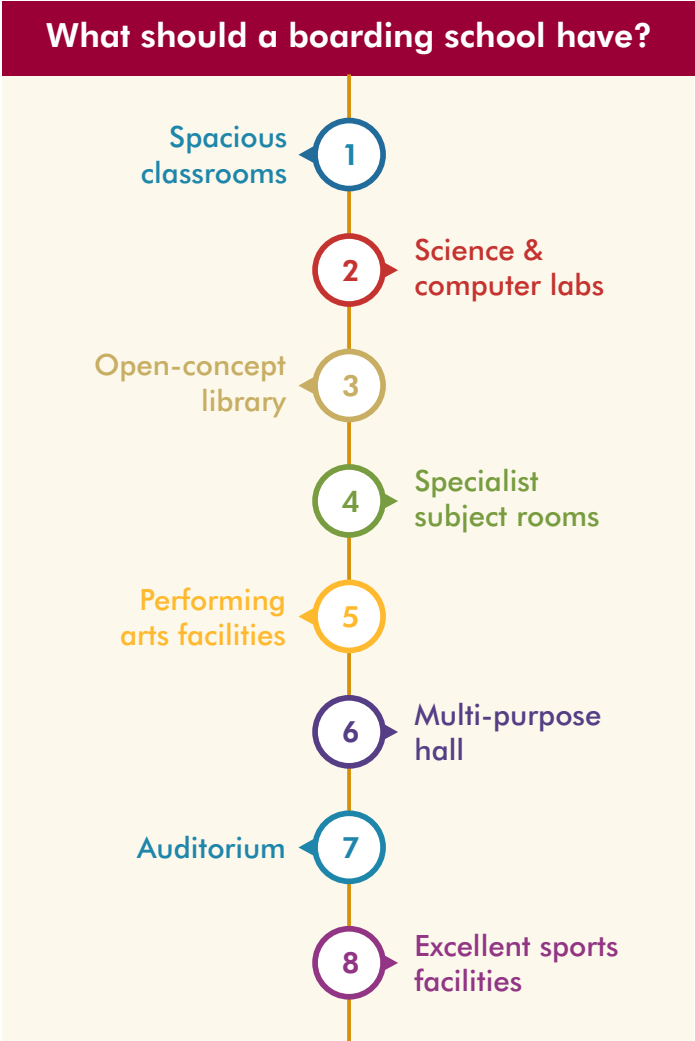 What should a boarding school have?
Spacious
classrooms
1
2
Science &
computer labs
Open-concept
library
3
4
Specialist
subject rooms
Performing
arts facilities
5
6
Multi-purpose
hall
Auditorium
7
8
Excellent sports
facilities